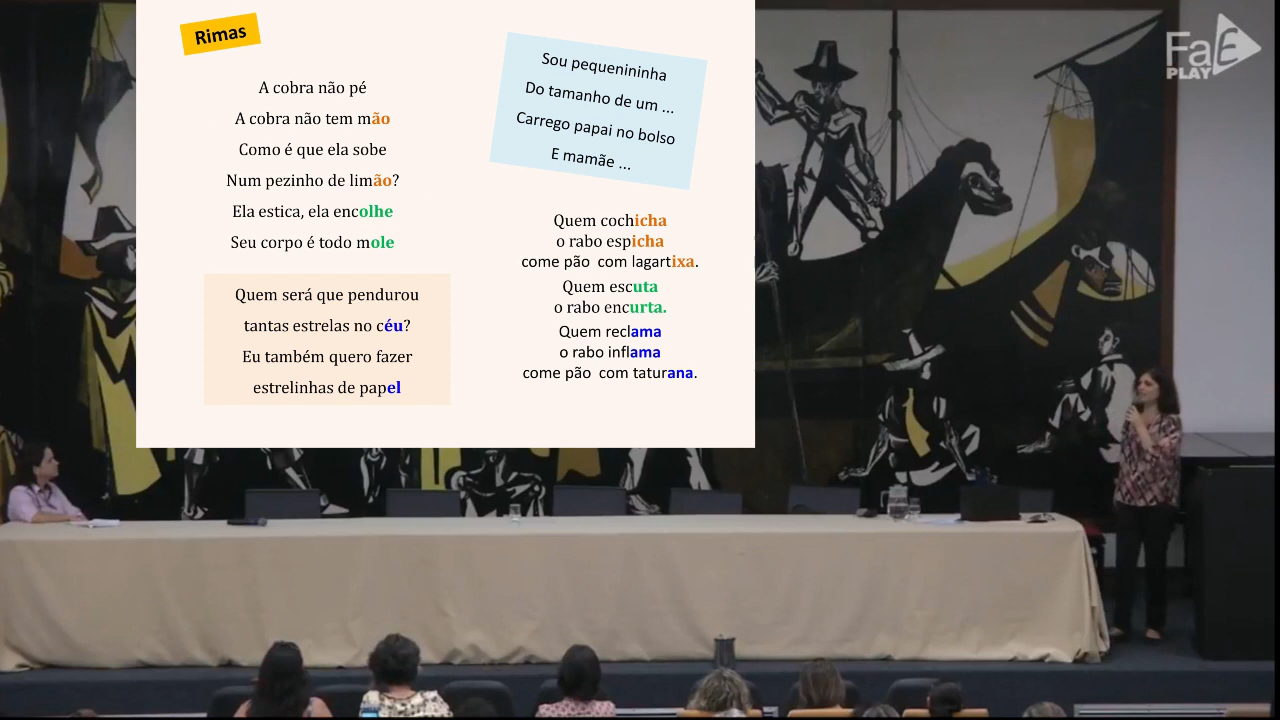 Rimas
A cobra não pé
A cobra não tem mão
Como é que ela sobe
Num pezinho de limão?
Ela estica, ela encolhe
Seu corpo é todo mole
Quem será que pendurou
tantas estrelas no céu?
Eu também quero fazer
estrelinhas de papel
Sou pequenininha
Do tamanho de um ...
Carrego papai no bolso
E mamãe ...
Quem cochicha
o rabo espicha
come pão com lagartixa.
Quem escuta
o rabo encurta.
Quem reclama
o rabo inflama
come pão com taturana.
FaE
PLAY